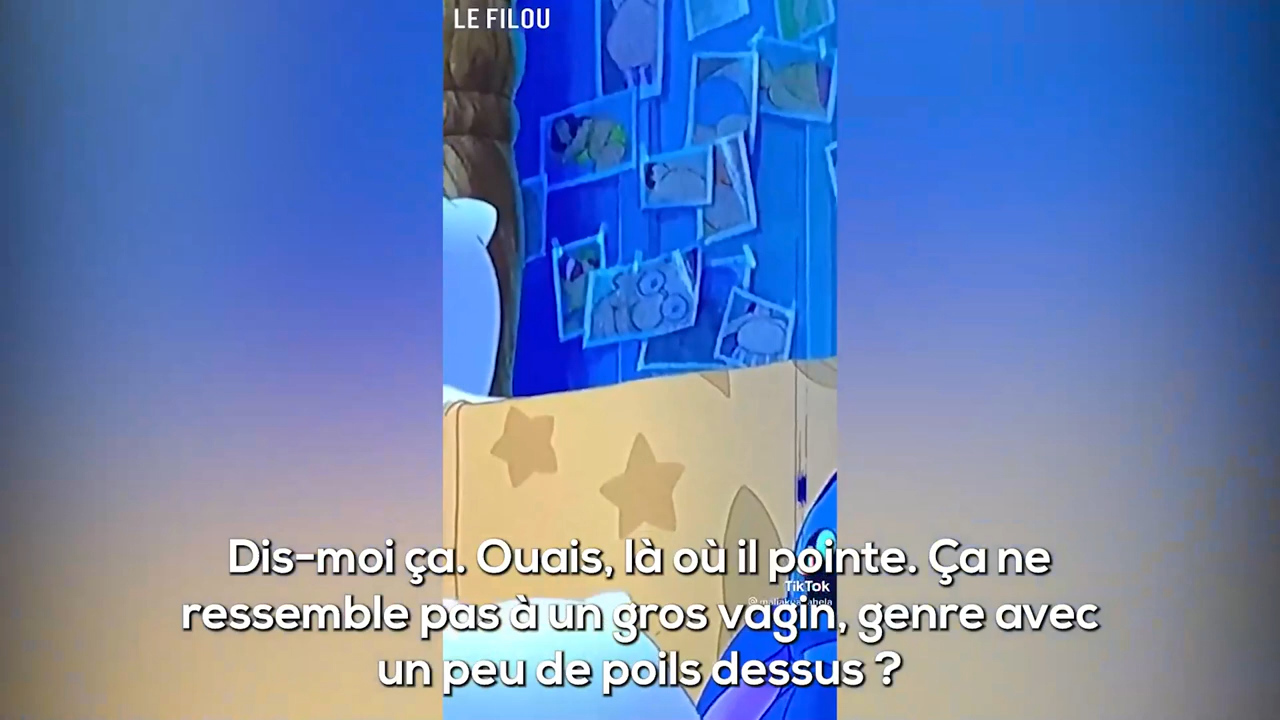 LE FILOU
Dis-moi ça. Ouais, là où il pointe. Ça ne
TikTok
ressemble pas à un gros vagin, genre avec
un peu de poils dessus ?